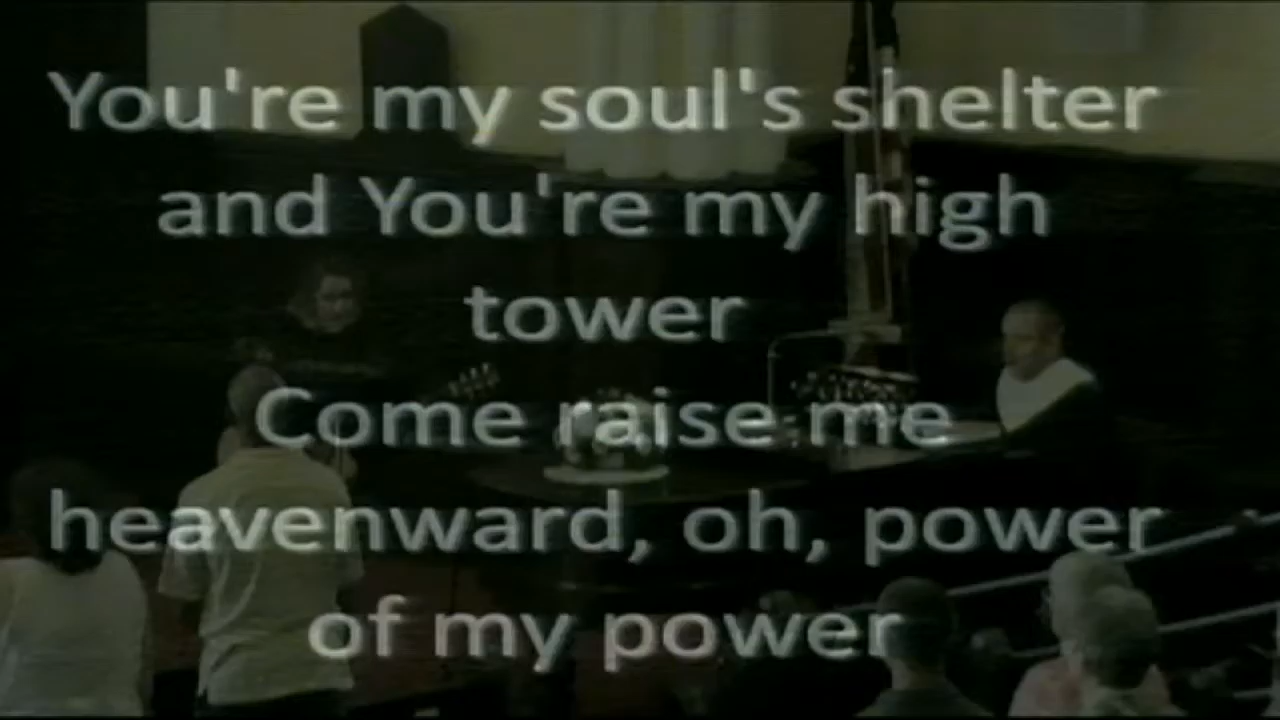 You're my soul's shelter
and You're my high
tower
Come raise me
heavenward, oh, power
of my power